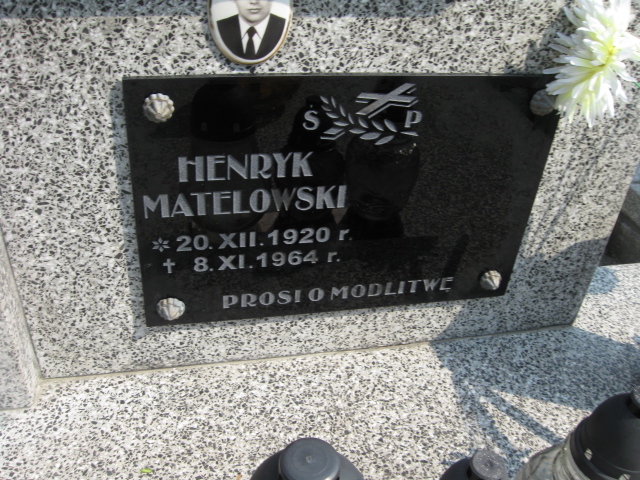 S P
HENRYK
MATELOWSKI
* 20. XII. 1920 r.
† 8. XI. 1964 r.
PROSI O MODLITWĘ